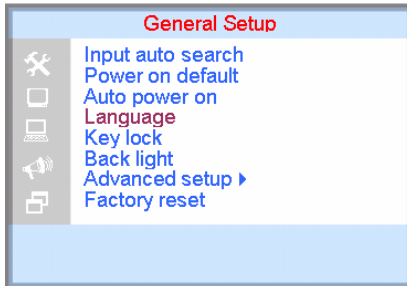 General Setup
Input auto search
Power on default
Auto power on
Language
Key lock
Back light
Advanced setup
Factory reset